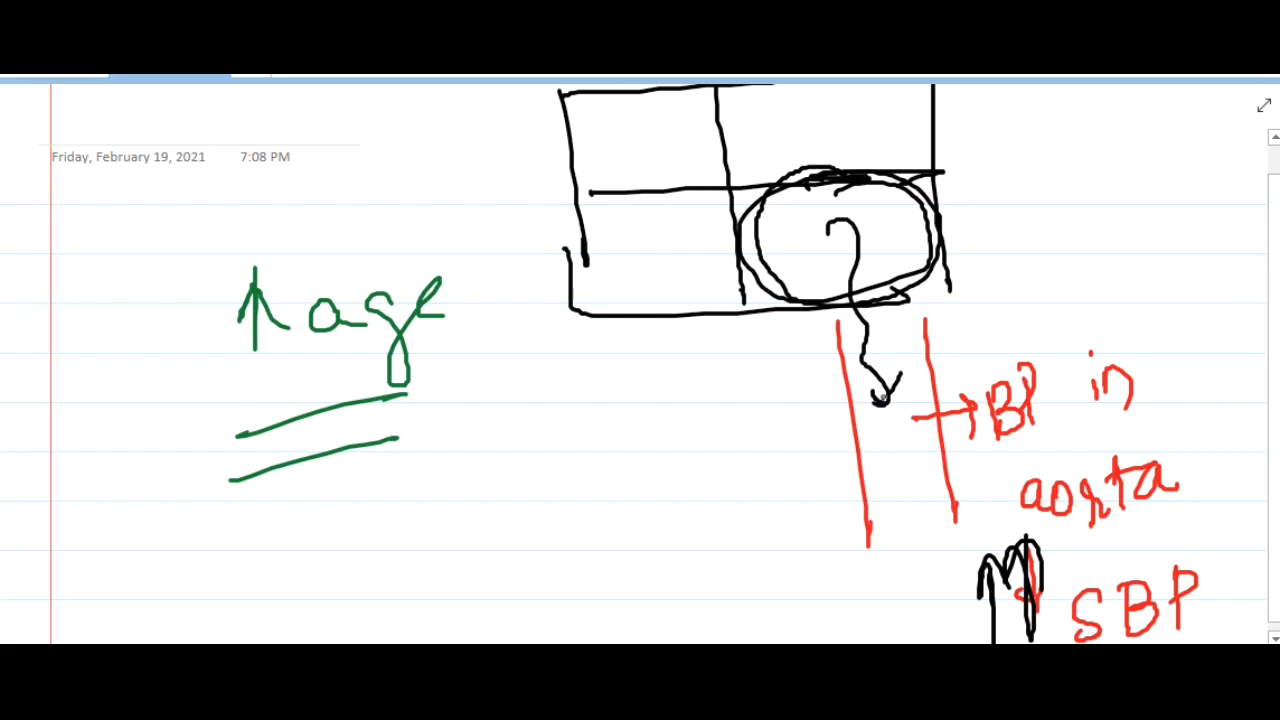 Friday, February 19, 2021 7:08 PM
↑ age
→ BP in
aorta
↑↑ SBP